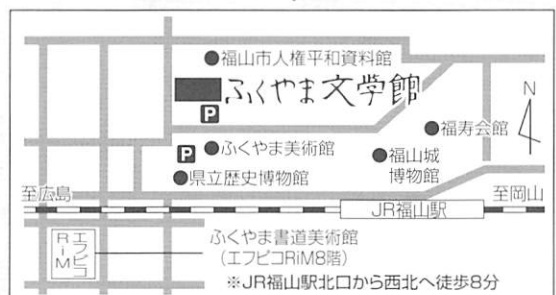 福山市人権平和資料館
ふくやま文学館
P
N
福寿会館
P
ふくやま美術館
福山城
博物館
県立歴史博物館
至広島
至岡山
JR福山駅
エフピコ
RiM
ふくやま書道美術館
(エフピコRiM8階)
※JR福山駅北口から西北へ徒歩8分